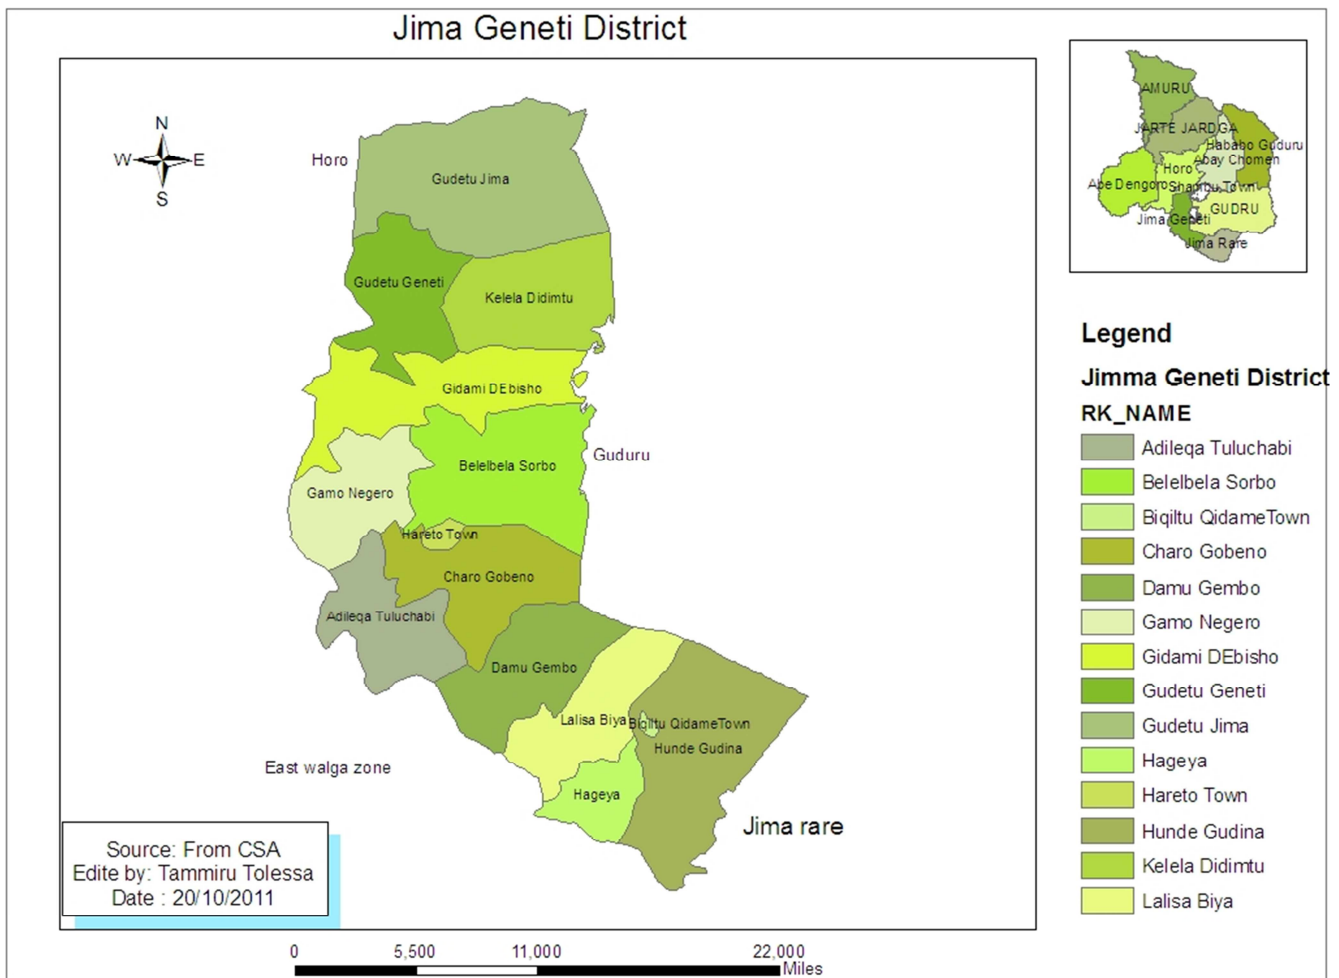 Jima Geneti District
N
W
E
S
Horo
Gudetu Jima
Gudetu Geneti
Kelela Didimtu
Gidami DEbisho
Belelbela Sorbo
Guduru
Gamo Negero
Hareto Town
Charo Gobeno
Adileqa Tuluchabi
Damu Gembo
Lalisa Biya
Biqiltu QidameTown
Hunde Gudina
Hageya
East walga zone
Jima rare
Source: From CSA
Edite by: Tammiru Tolessa
Date : 20/10/2011
0
5,500
11,000
22,000
Miles
AMURU
JARTE JARDGA
Hababo Guduru
Abay Chomen
Horo
Abe Dengoro
Shambu Town
GUDRU
Jima Geneti
Jima Rare
Legend
Jimma Geneti District
RK_NAME
Adileqa Tuluchabi
Belelbela Sorbo
Biqiltu QidameTown
Charo Gobeno
Damu Gembo
Gamo Negero
Gidami DEbisho
Gudetu Geneti
Gudetu Jima
Hageya
Hareto Town
Hunde Gudina
Kelela Didimtu
Lalisa Biya